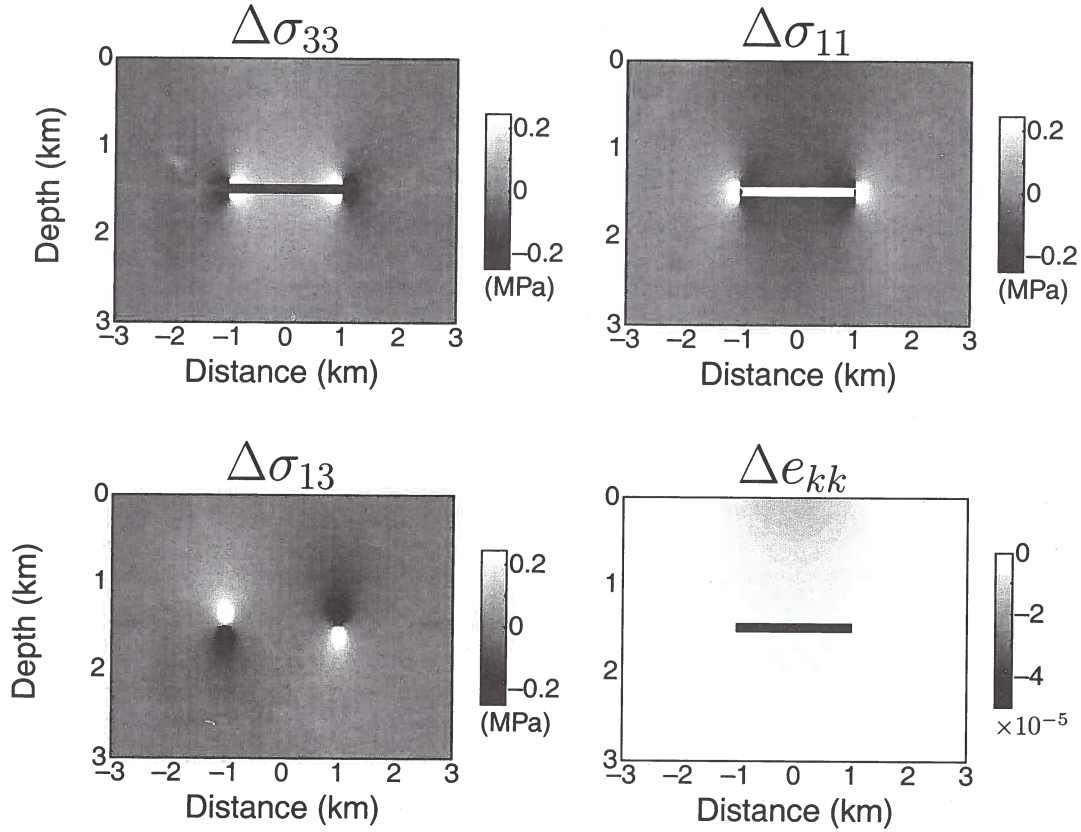 Δσ33
0
1
2
3
Depth (km)
–3 –2 –1 0 1 2 3
Distance (km)
0.2
0
–0.2
(MPa)
Δσ11
0
1
2
3
–3 –2 –1 0 1 2 3
Distance (km)
0.2
0
–0.2
(MPa)
Δσ13
0
1
2
3
Depth (km)
–3 –2 –1 0 1 2 3
Distance (km)
0.2
0
–0.2
(MPa)
Δekk
0
1
2
3
–3 –2 –1 0 1 2 3
Distance (km)
0
–2
–4
×10−5